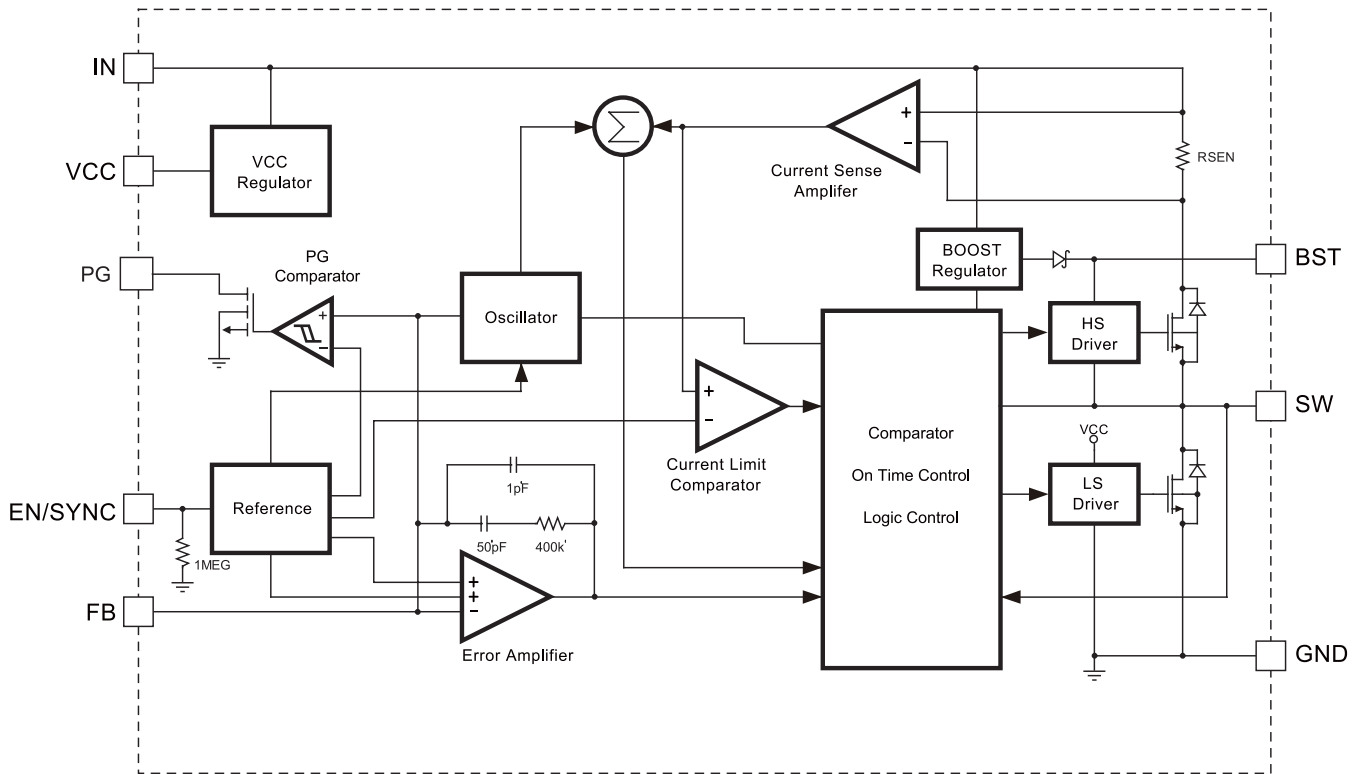 IN
VCC
VCC
Regulator
Σ
+
−
Current Sense
Amplifer
RSEN
BOOST
Regulator
BST
PG
PG
Comparator
+
−
Oscillator
HS
Driver
+
−
Current Limit
Comparator
SW
Comparator
On Time Control
Logic Control
VCC
LS
Driver
EN/SYNC
Reference
1MEG
1pF
50pF
400k
FB
+
+
−
Error Amplifier
GND